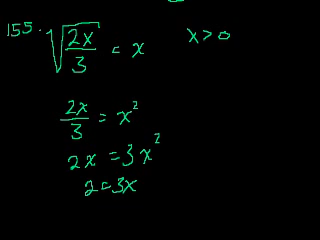 155. √(2x/3) = x    x > 0
2x/3 = x²
2x = 3x²
2 = 3x